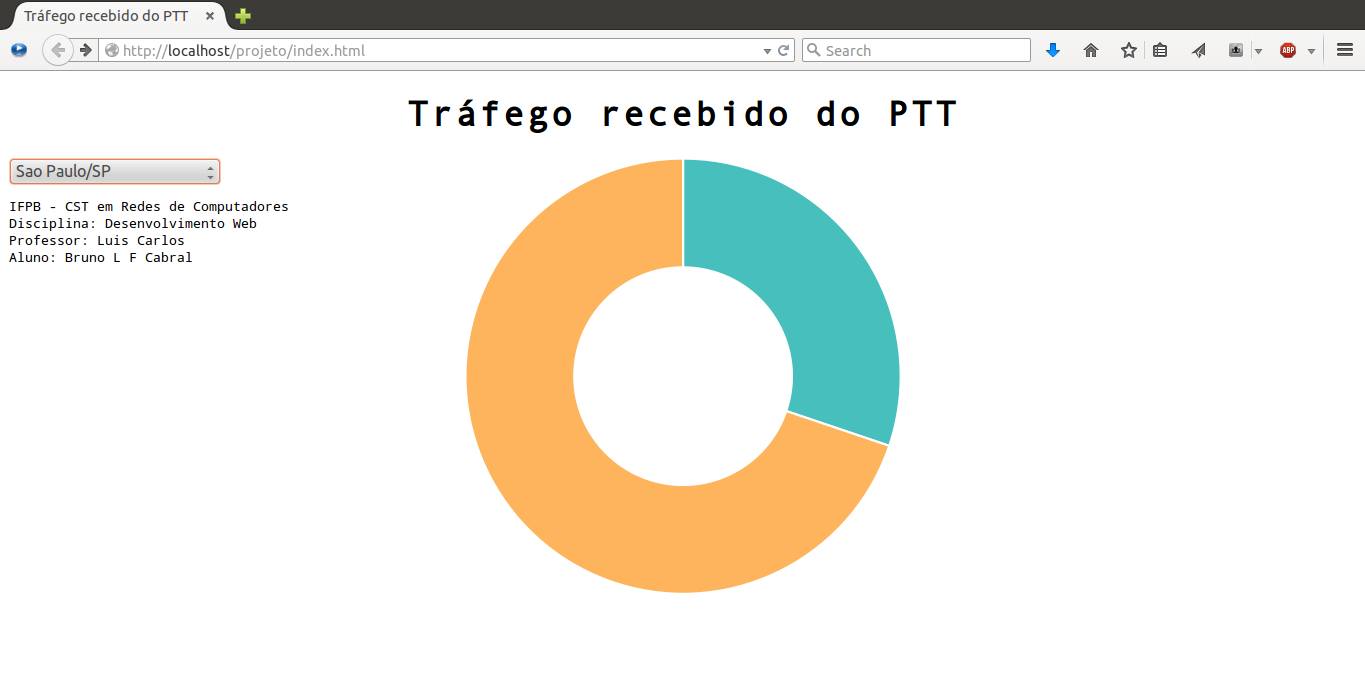 Tráfego recebido do PTT
http://localhost/projeto/index.html
Search
ABP
Tráfego recebido do PTT
Sao Paulo/SP
IFPB - CST em Redes de Computadores
Disciplina: Desenvolvimento Web
Professor: Luis Carlos
Aluno: Bruno L F Cabral